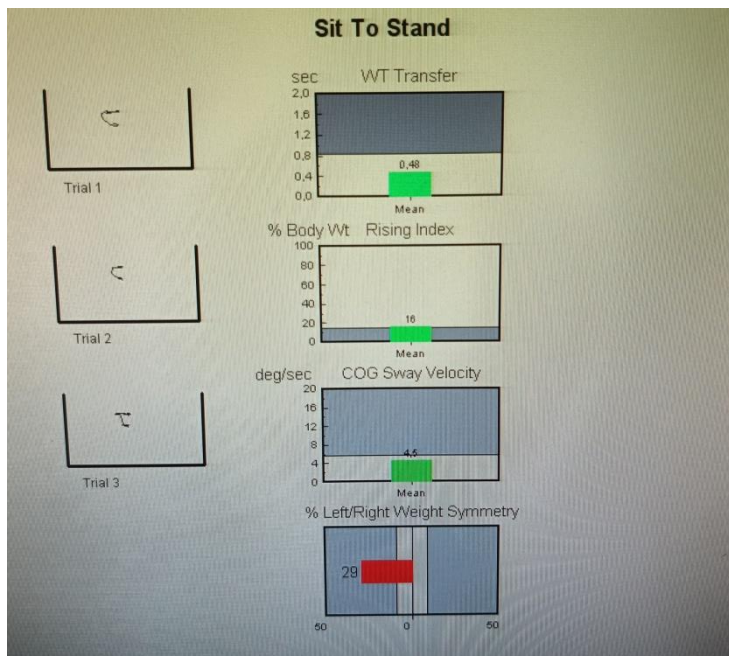 Sit To Stand
sec WT Transfer
2,0
1,6
1,2
0,8
0,4
0,0
0,48
Mean
Trial 1
% Body Wt Rising Index
100
80
60
40
20
0
16
Mean
Trial 2
deg/sec COG Sway Velocity
20
16
12
8
4
0
4,5
Mean
Trial 3
% Left/Right Weight Symmetry
29
50 0 50